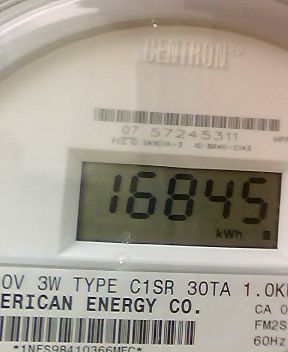 CENTRON
07 57245311
16845
kWh
0V 3W TYPE C1SR 30TA 1.0K
ERICAN ENERGY CO.
CA 0
FM2S
60Hz